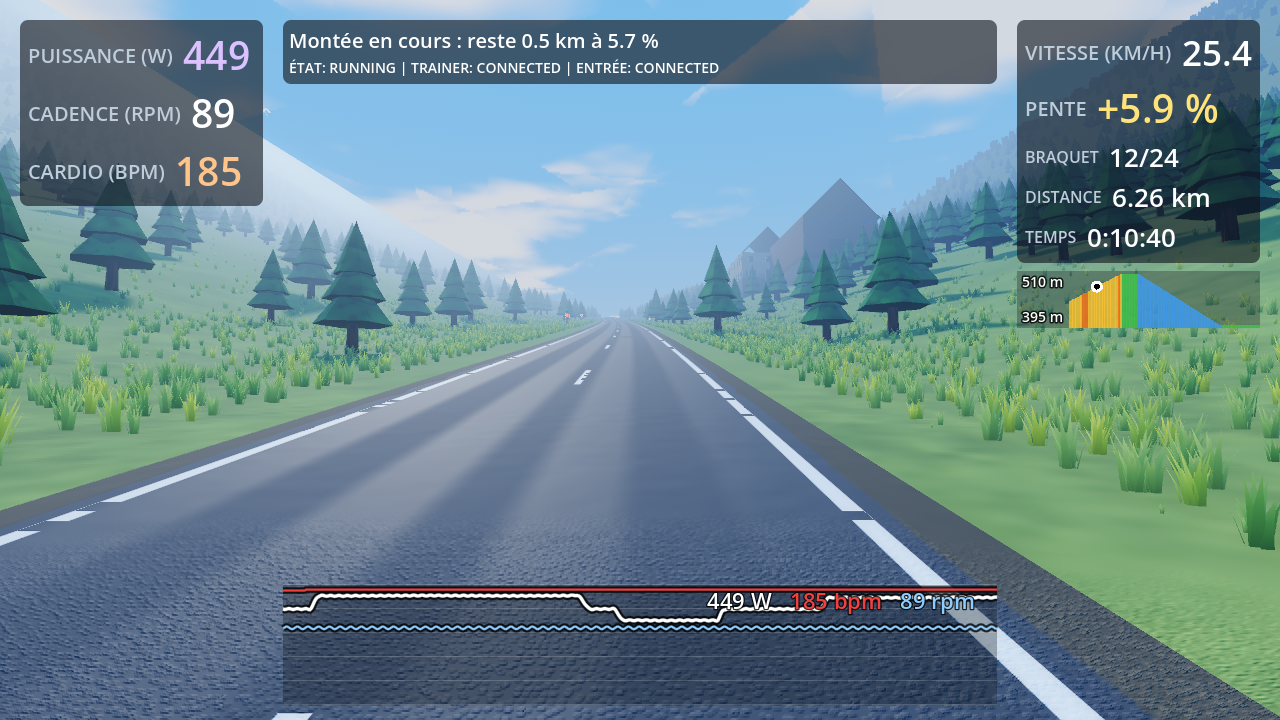 PUISSANCE (W) 449
CADENCE (RPM) 89
CARDIO (BPM) 185
Montée en cours : reste 0.5 km à 5.7 %
ÉTAT: RUNNING | TRAINER: CONNECTED | ENTRÉE: CONNECTED
VITESSE (KM/H) 25.4
PENTE +5.9 %
BRAQUET 12/24
DISTANCE 6.26 km
TEMPS 0:10:40
510 m
395 m
449 W 185 bpm 89 rpm